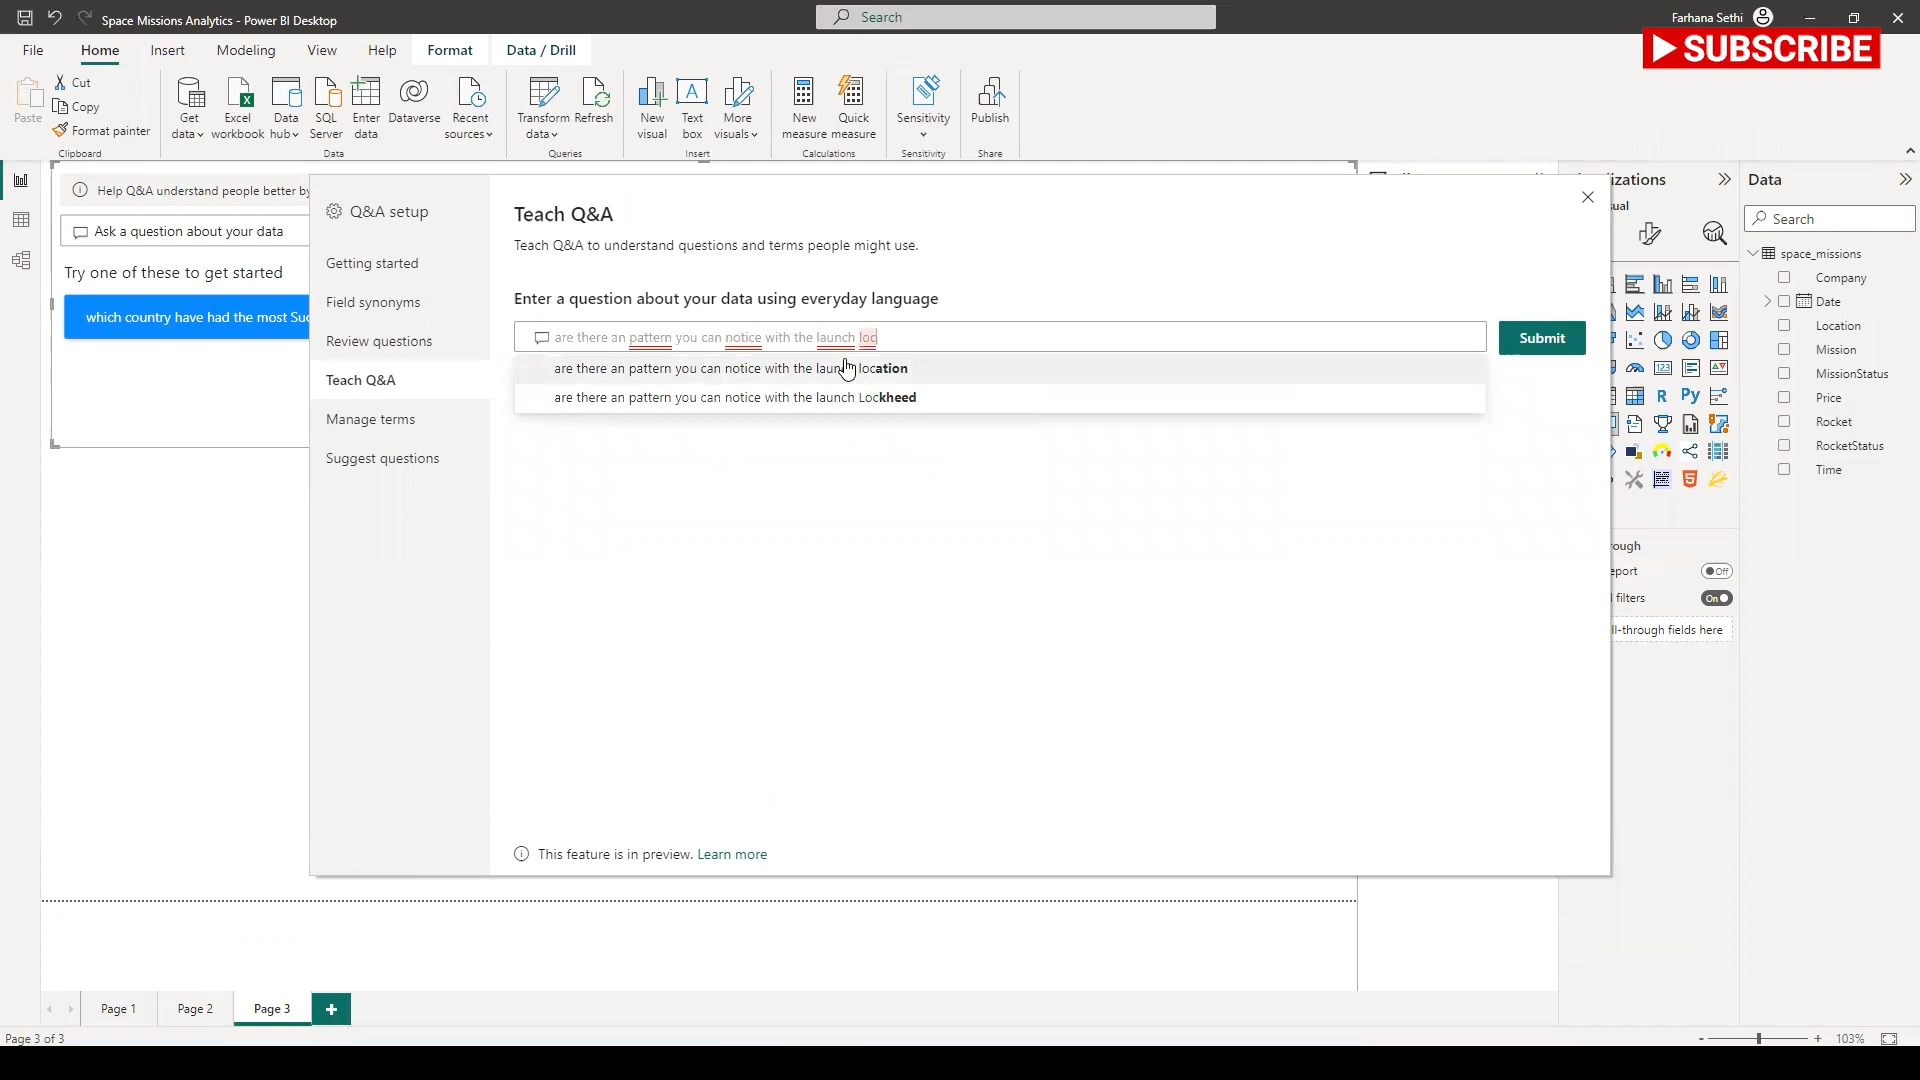 Space Missions Analytics - Power BI Desktop
Search
Farhana Sethi
SUBSCRIBE
File
Home
Insert
Modeling
View
Help
Format
Data / Drill
Paste
Cut
Copy
Format painter
Clipboard
Get data
Excel workbook
Data hub
SQL Server
Enter data
Dataverse
Recent sources
Data
Transform data
Refresh
Queries
New visual
Text box
More visuals
Insert
New measure
Quick measure
Calculations
Sensitivity
Sensitivity
Publish
Share
Help Q&A understand people better by
Ask a question about your data
Try one of these to get started
which country have had the most Suc
Q&A setup
Getting started
Field synonyms
Review questions
Teach Q&A
Manage terms
Suggest questions
Teach Q&A
Teach Q&A to understand questions and terms people might use.
Enter a question about your data using everyday language
are there an pattern you can notice with the launch loc
Submit
are there an pattern you can notice with the launch location
are there an pattern you can notice with the launch Lockheed
This feature is in preview. Learn more
izations
ual
R
Py
rough
eport
Off
l filters
On
ll-through fields here
Data
Search
space_missions
Company
Date
Location
Mission
MissionStatus
Price
Rocket
RocketStatus
Time
Page 1
Page 2
Page 3
Page 3 of 3
103%